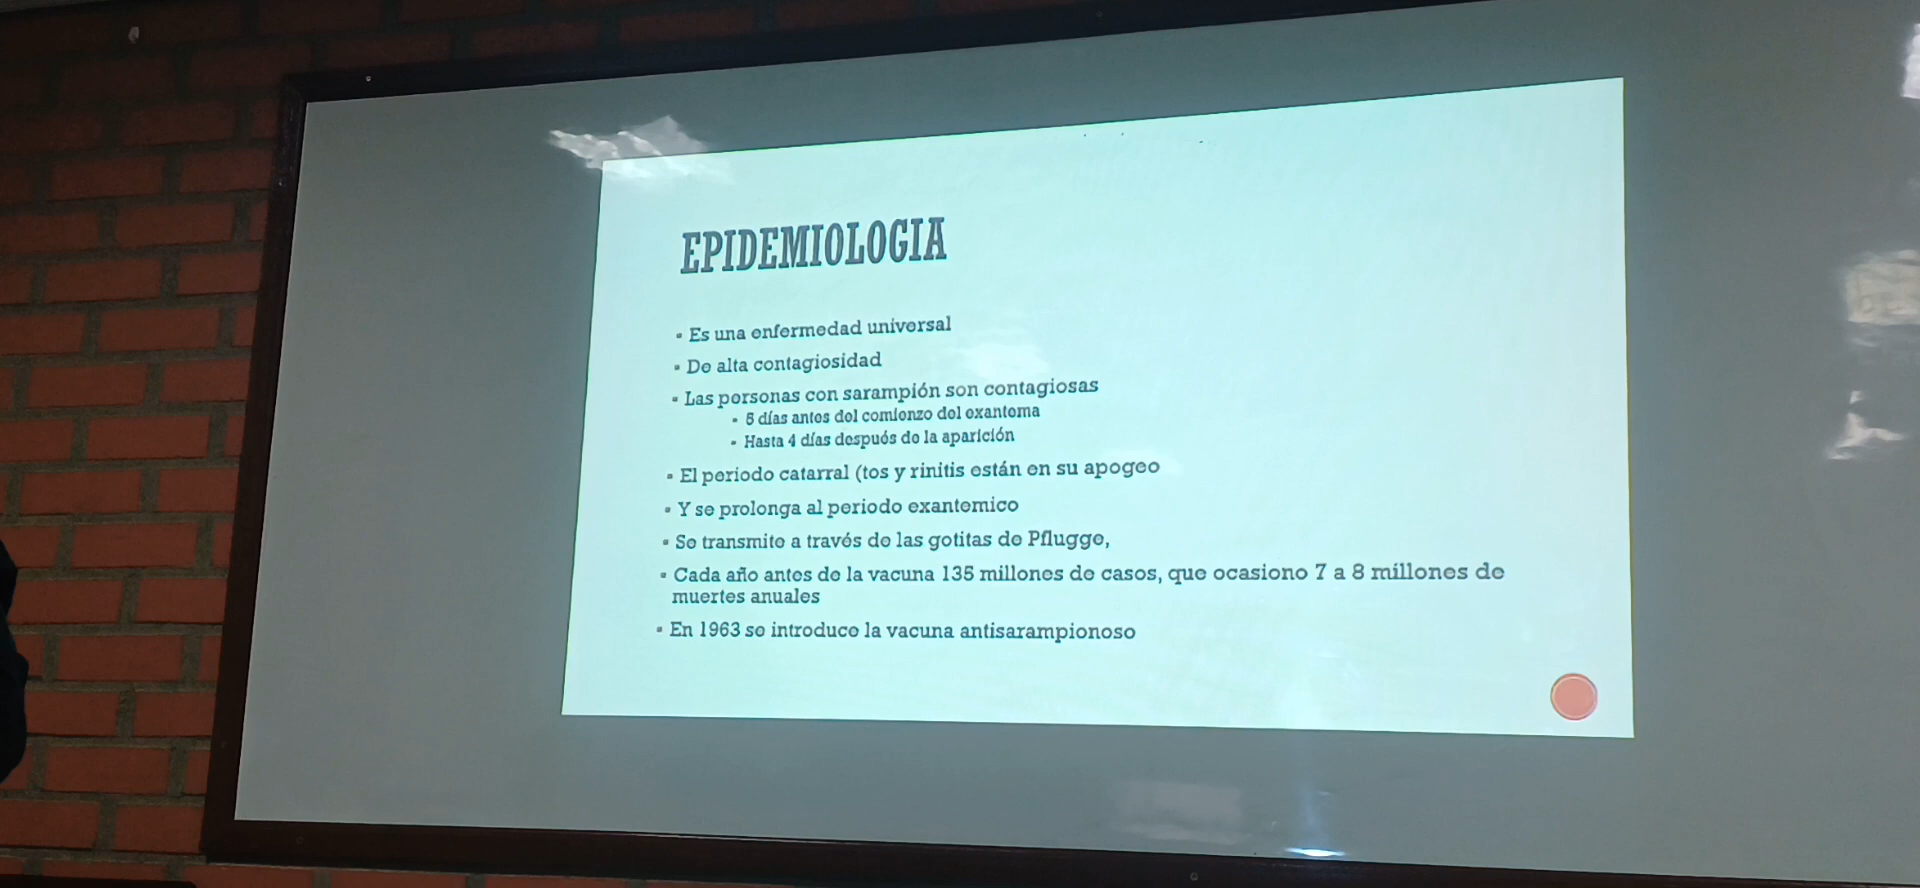 EPIDEMIOLOGIA
▪ Es una enfermedad universal
▪ De alta contagiosidad
▪ Las personas con sarampión son contagiosas
▪ 5 días antes del comienzo del exantema
▪ Hasta 4 días después de la aparición
▪ El periodo catarral (tos y rinitis están en su apogeo
▪ Y se prolonga al periodo exantemico
▪ Se transmite a través de las gotitas de Pflugge,
▪ Cada año antes de la vacuna 135 millones de casos, que ocasiono 7 a 8 millones de
muertes anuales
▪ En 1963 se introduce la vacuna antisarampionoso